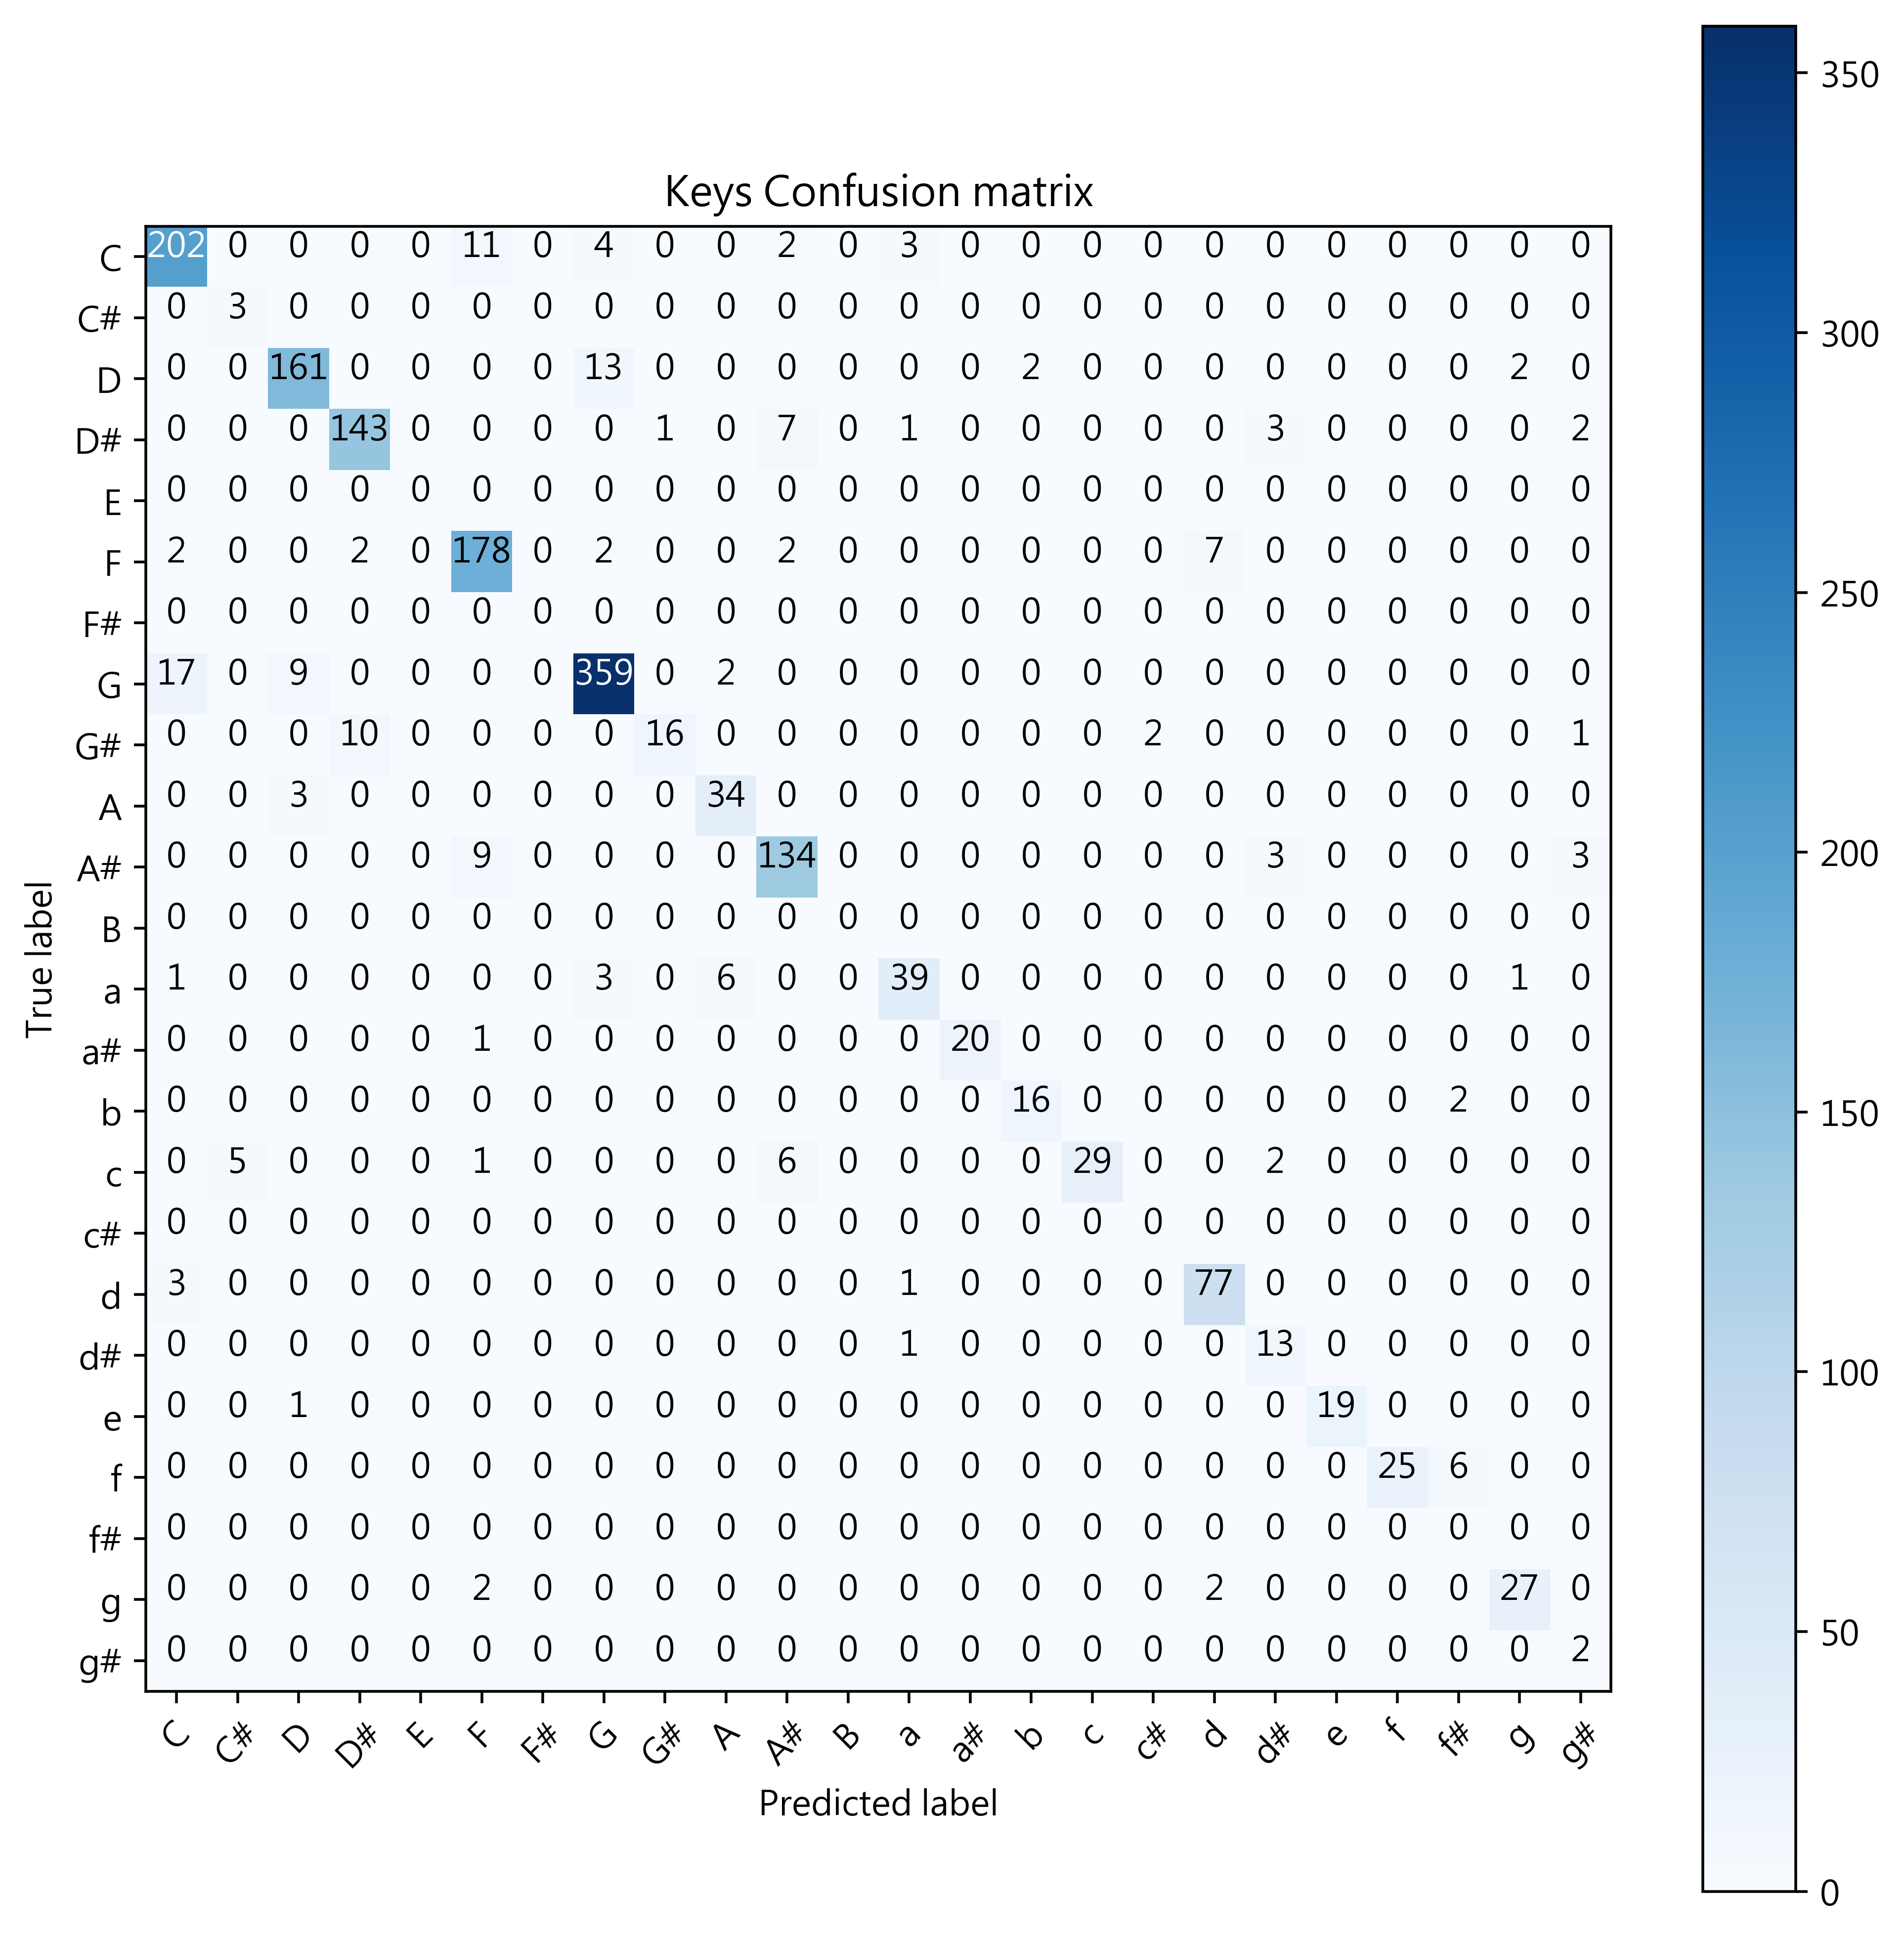 Keys Confusion matrix
C 202 0 0 0 0 11 0 4 0 0 2 0 3 0 0 0 0 0 0 0 0 0 0 0
C# 0 3 0 0 0 0 0 0 0 0 0 0 0 0 0 0 0 0 0 0 0 0 0 0
D 0 0 161 0 0 0 0 13 0 0 0 0 0 0 2 0 0 0 0 0 0 0 2 0
D# 0 0 0 143 0 0 0 0 1 0 7 0 1 0 0 0 0 0 3 0 0 0 0 2
E 0 0 0 0 0 0 0 0 0 0 0 0 0 0 0 0 0 0 0 0 0 0 0 0
F 2 0 0 2 0 178 0 2 0 0 2 0 0 0 0 0 0 7 0 0 0 0 0 0
F# 0 0 0 0 0 0 0 0 0 0 0 0 0 0 0 0 0 0 0 0 0 0 0 0
G 17 0 9 0 0 0 0 359 0 2 0 0 0 0 0 0 0 0 0 0 0 0 0 0
G# 0 0 0 10 0 0 0 0 16 0 0 0 0 0 0 0 2 0 0 0 0 0 0 1
A 0 0 3 0 0 0 0 0 0 34 0 0 0 0 0 0 0 0 0 0 0 0 0 0
A# 0 0 0 0 0 9 0 0 0 0 134 0 0 0 0 0 0 0 3 0 0 0 0 3
B 0 0 0 0 0 0 0 0 0 0 0 0 0 0 0 0 0 0 0 0 0 0 0 0
a 1 0 0 0 0 0 0 3 0 6 0 0 39 0 0 0 0 0 0 0 0 0 1 0
a# 0 0 0 0 0 1 0 0 0 0 0 0 0 20 0 0 0 0 0 0 0 0 0 0
b 0 0 0 0 0 0 0 0 0 0 0 0 0 0 16 0 0 0 0 0 0 2 0 0
c 0 5 0 0 0 1 0 0 0 0 6 0 0 0 0 29 0 0 2 0 0 0 0 0
c# 0 0 0 0 0 0 0 0 0 0 0 0 0 0 0 0 0 0 0 0 0 0 0 0
d 3 0 0 0 0 0 0 0 0 0 0 0 1 0 0 0 0 77 0 0 0 0 0 0
d# 0 0 0 0 0 0 0 0 0 0 0 0 1 0 0 0 0 0 13 0 0 0 0 0
e 0 0 1 0 0 0 0 0 0 0 0 0 0 0 0 0 0 0 0 19 0 0 0 0
f 0 0 0 0 0 0 0 0 0 0 0 0 0 0 0 0 0 0 0 0 25 6 0 0
f# 0 0 0 0 0 0 0 0 0 0 0 0 0 0 0 0 0 0 0 0 0 0 0 0
g 0 0 0 0 0 2 0 0 0 0 0 0 0 0 0 0 0 2 0 0 0 0 27 0
g# 0 0 0 0 0 0 0 0 0 0 0 0 0 0 0 0 0 0 0 0 0 0 0 2
C C# D D# E F F# G G# A A# B a a# b c c# d d# e f f# g g#
Predicted label
True label
350
300
250
200
150
100
50
0